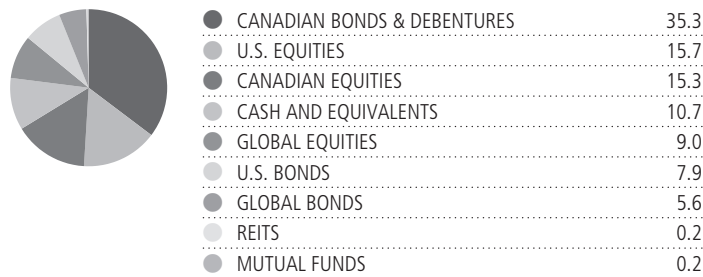 CANADIAN BONDS & DEBENTURES 35.3
U.S. EQUITIES 15.7
CANADIAN EQUITIES 15.3
CASH AND EQUIVALENTS 10.7
GLOBAL EQUITIES 9.0
U.S. BONDS 7.9
GLOBAL BONDS 5.6
REITS 0.2
MUTUAL FUNDS 0.2